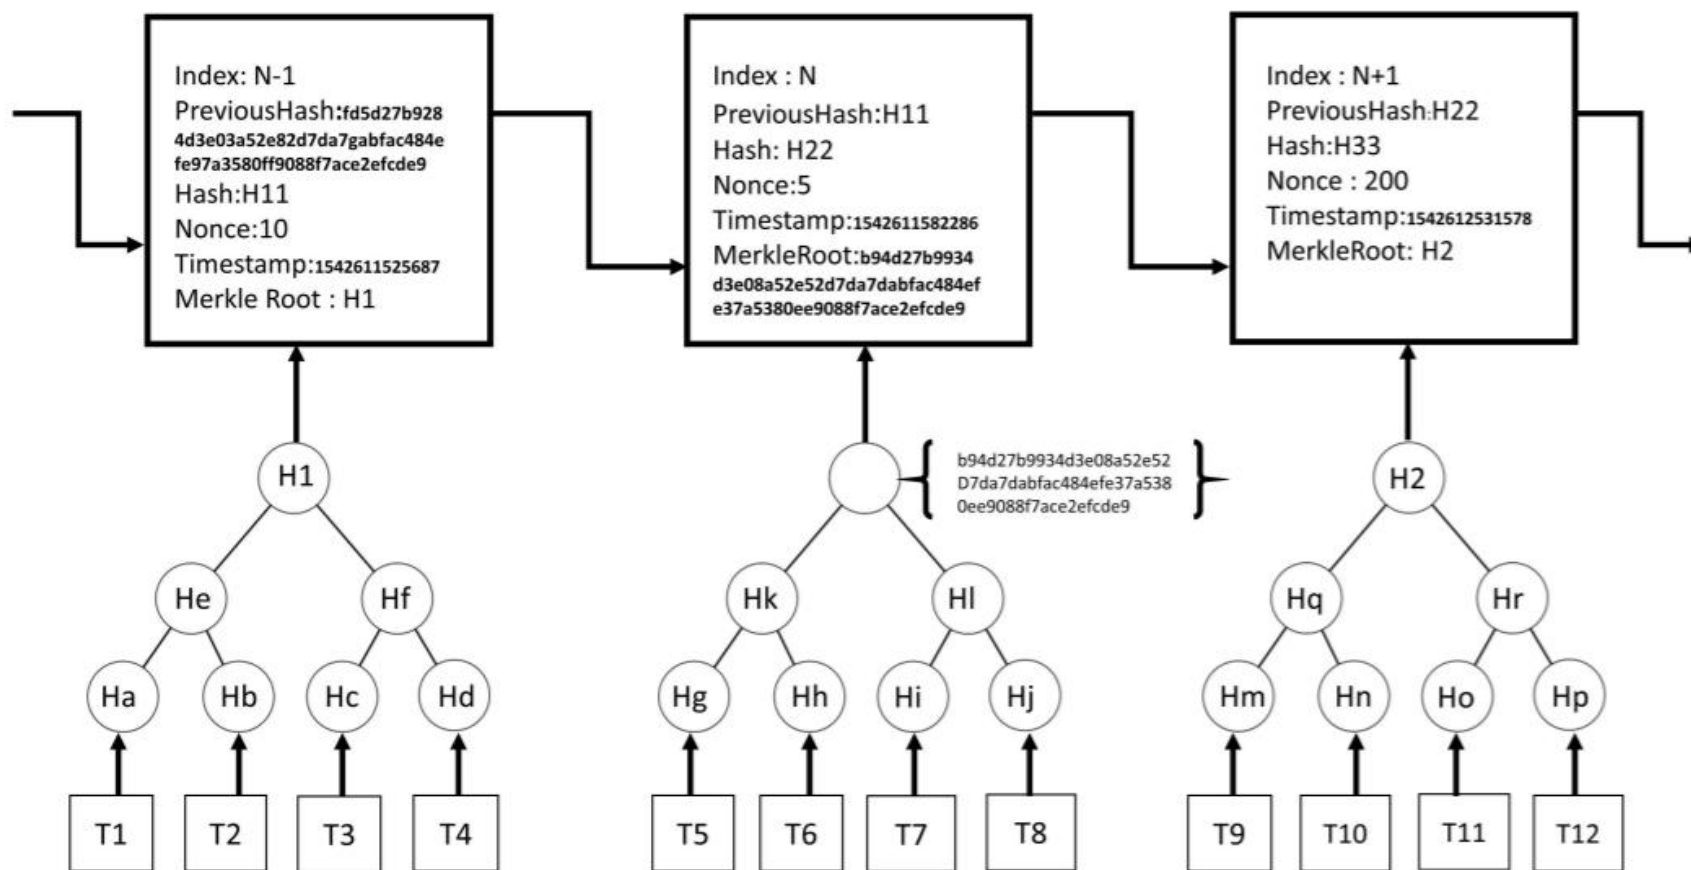 Index: N-1
PreviousHash:fd5d27b928
4d3e03a52e82d7da7gabfac484e
fe97a3580ff9088f7ace2efcde9
Hash:H11
Nonce:10
Timestamp:1542611525687
Merkle Root : H1
Index : N
PreviousHash:H11
Hash: H22
Nonce:5
Timestamp:1542611582286
MerkleRoot:b94d27b9934
d3e08a52e52d7da7dabfac484ef
e37a5380ee9088f7ace2efcde9
Index : N+1
PreviousHash:H22
Hash:H33
Nonce : 200
Timestamp:1542612531578
MerkleRoot: H2
H1
b94d27b9934d3e08a52e52
D7da7dabfac484efe37a538
0ee9088f7ace2efcde9
H2
He
Hf
Hk
Hl
Hq
Hr
Ha
Hb
Hc
Hd
Hg
Hh
Hi
Hj
Hm
Hn
Ho
Hp
T1
T2
T3
T4
T5
T6
T7
T8
T9
T10
T11
T12